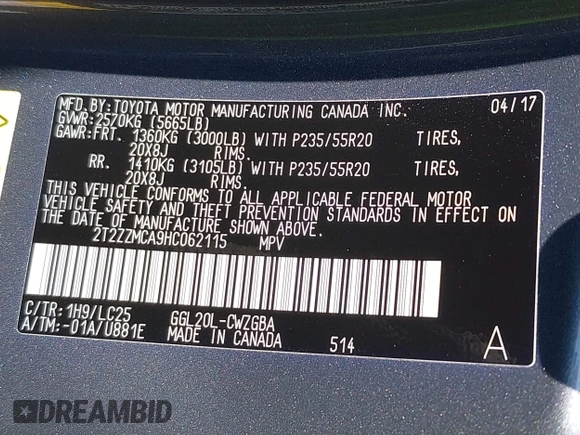 MFD.BY:TOYOTA MOTOR MANUFACTURING CANADA INC. 04/17
GVWR:2570KG (5665LB)
GAWR:FRT. 1360KG (3000LB) WITH P235/55R20 TIRES,
20X8J RIMS.
RR. 1410KG (3105LB) WITH P235/55R20 TIRES,
20X8J RIMS.
THIS VEHICLE CONFORMS TO ALL APPLICABLE FEDERAL MOTOR
VEHICLE SAFETY AND THEFT PREVENTION STANDARDS IN EFFECT ON
THE DATE OF MANUFACTURE SHOWN ABOVE.
2T2ZZMCA9HC062115 MPV
C/TR:1H9/LC25 GGL20L-CWZGBA
A/TM:-01A/U881E MADE IN CANADA 514 A
DREAMBID